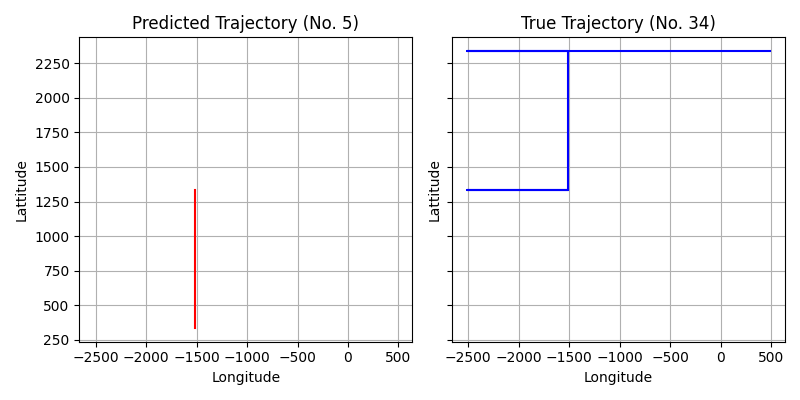 Predicted Trajectory (No. 5)
True Trajectory (No. 34)
Lattitude
2250
2000
1750
1500
1250
1000
750
500
250
−2500 −2000 −1500 −1000 −500 0 500
Longitude
Lattitude
−2500 −2000 −1500 −1000 −500 0 500
Longitude